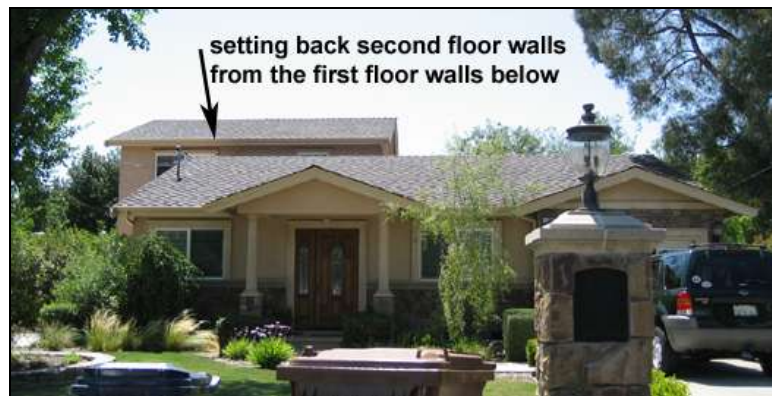 setting back second floor walls
from the first floor walls below